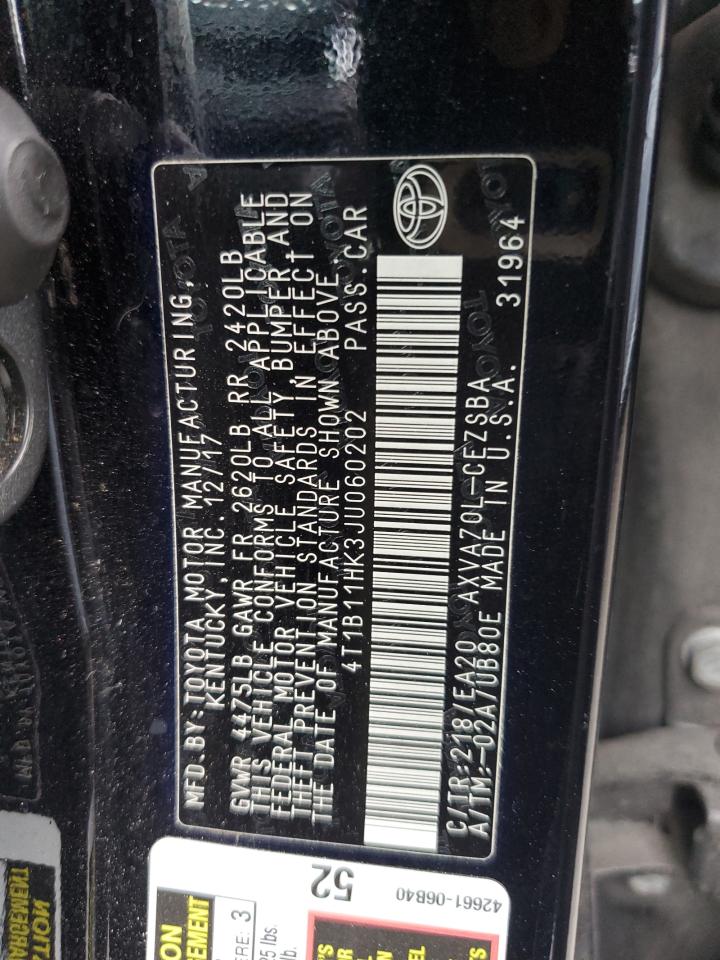 MFD.BY:TOYOTA MOTOR MANUFACTURING,
KENTUCKY,INC. 12/17
GVWR 4475LB GAWR FR 2620LB RR 2420LB
THIS VEHICLE CONFORMS TO ALL APPLICABLE
FEDERAL MOTOR VEHICLE SAFETY, BUMPER,AND
THEFT PREVENTION STANDARDS IN EFFECT ON
THE DATE OF MANUFACTURE SHOWN ABOVE.
4T1B11HK3JU060202 PASS.CAR
C/TR:218/EA20 AXVA70L-CEZSBA
A/TM:-02A/UB80E MADE IN U.S.A. 31964
52
42661-06B40